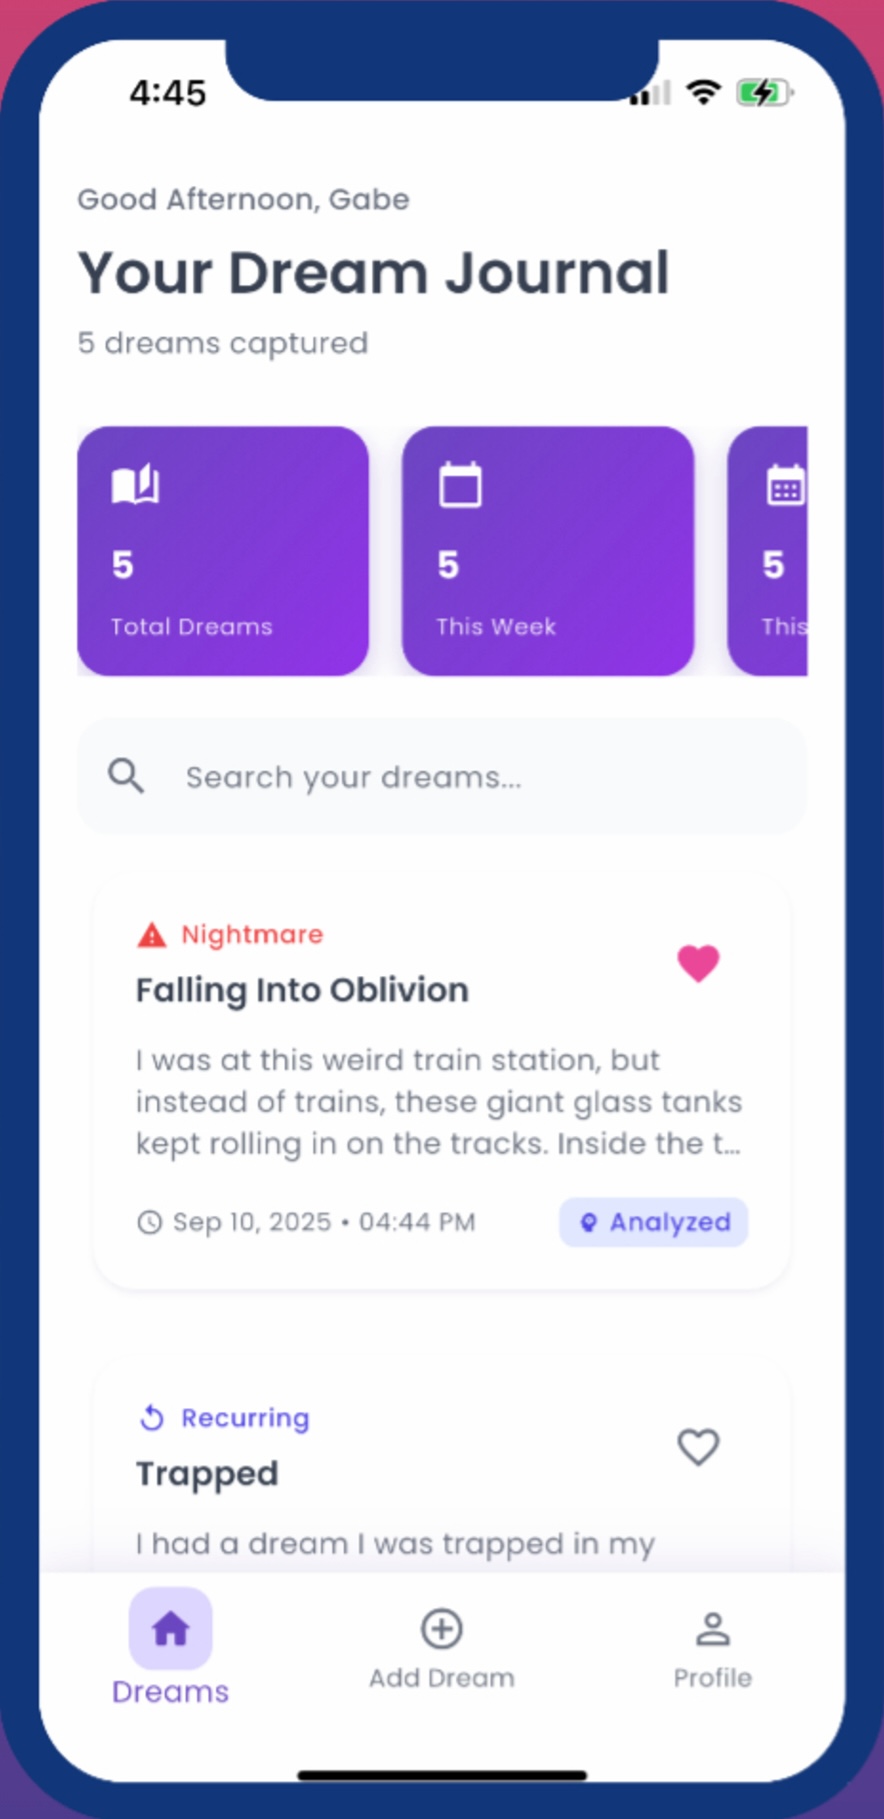 4:45
Good Afternoon, Gabe
Your Dream Journal
5 dreams captured
5
Total Dreams
5
This Week
5
This
Search your dreams...
Nightmare
Falling Into Oblivion
I was at this weird train station, but
instead of trains, these giant glass tanks
kept rolling in on the tracks. Inside the t...
Sep 10, 2025 • 04:44 PM
Analyzed
Recurring
Trapped
I had a dream I was trapped in my
Dreams
Add Dream
Profile